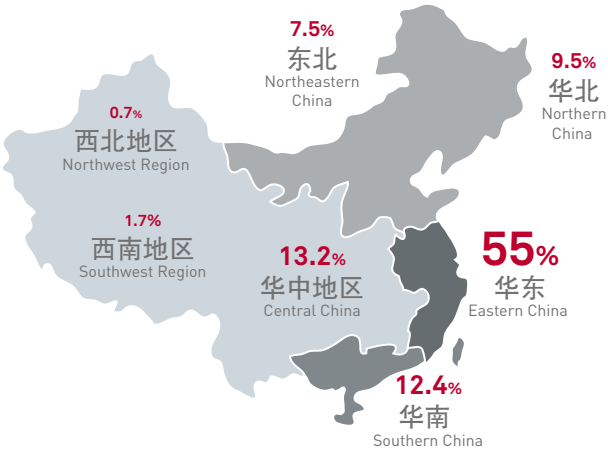 7.5%
东北
Northeastern
China
9.5%
华北
Northern
China
0.7%
西北地区
Northwest Region
1.7%
西南地区
Southwest Region
13.2%
华中地区
Central China
55%
华东
Eastern China
12.4%
华南
Southern China